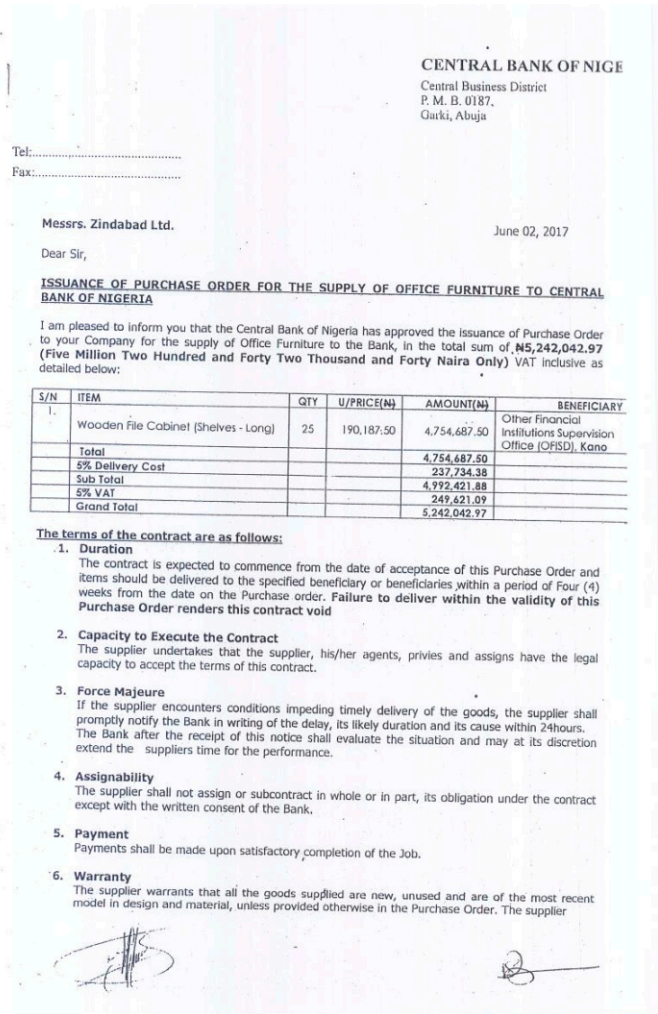 CENTRAL BANK OF NIGE
Central Business District
P. M. B. 0187,
Garki, Abuja
Tel:..............................................
Fax:.............................................
Messrs. Zindabad Ltd.
June 02, 2017
Dear Sir,
ISSUANCE OF PURCHASE ORDER FOR THE SUPPLY OF OFFICE FURNITURE TO CENTRAL
BANK OF NIGERIA
I am pleased to inform you that the Central Bank of Nigeria has approved the issuance of Purchase Order
to your Company for the supply of Office Furniture to the Bank, in the total sum of ₦5,242,042.97
(Five Million Two Hundred and Forty Two Thousand and Forty Naira Only) VAT inclusive as
detailed below:
S/N ITEM QTY U/PRICE(₦) AMOUNT(₦) BENEFICIARY
1. Wooden File Cabinet (Shelves - Long) 25 190,187.50 4,754,687.50 Other Financial
Institutions Supervision
Office (OFISD), Kano
Total 4,754,687.50
5% Delivery Cost 237,734.38
Sub Total 4,992,421.88
5% VAT 249,621.09
Grand Total 5,242,042.97
The terms of the contract are as follows:
1. Duration
The contract is expected to commence from the date of acceptance of this Purchase Order and
items should be delivered to the specified beneficiary or beneficiaries within a period of Four (4)
weeks from the date on the Purchase order. Failure to deliver within the validity of this
Purchase Order renders this contract void
2. Capacity to Execute the Contract
The supplier undertakes that the supplier, his/her agents, privies and assigns have the legal
capacity to accept the terms of this contract.
3. Force Majeure
If the supplier encounters conditions impeding timely delivery of the goods, the supplier shall
promptly notify the Bank in writing of the delay, its likely duration and its cause within 24hours.
The Bank after the receipt of this notice shall evaluate the situation and may at its discretion
extend the suppliers time for the performance.
4. Assignability
The supplier shall not assign or subcontract in whole or in part, its obligation under the contract
except with the written consent of the Bank.
5. Payment
Payments shall be made upon satisfactory completion of the Job.
6. Warranty
The supplier warrants that all the goods supplied are new, unused and are of the most recent
model in design and material, unless provided otherwise in the Purchase Order. The supplier